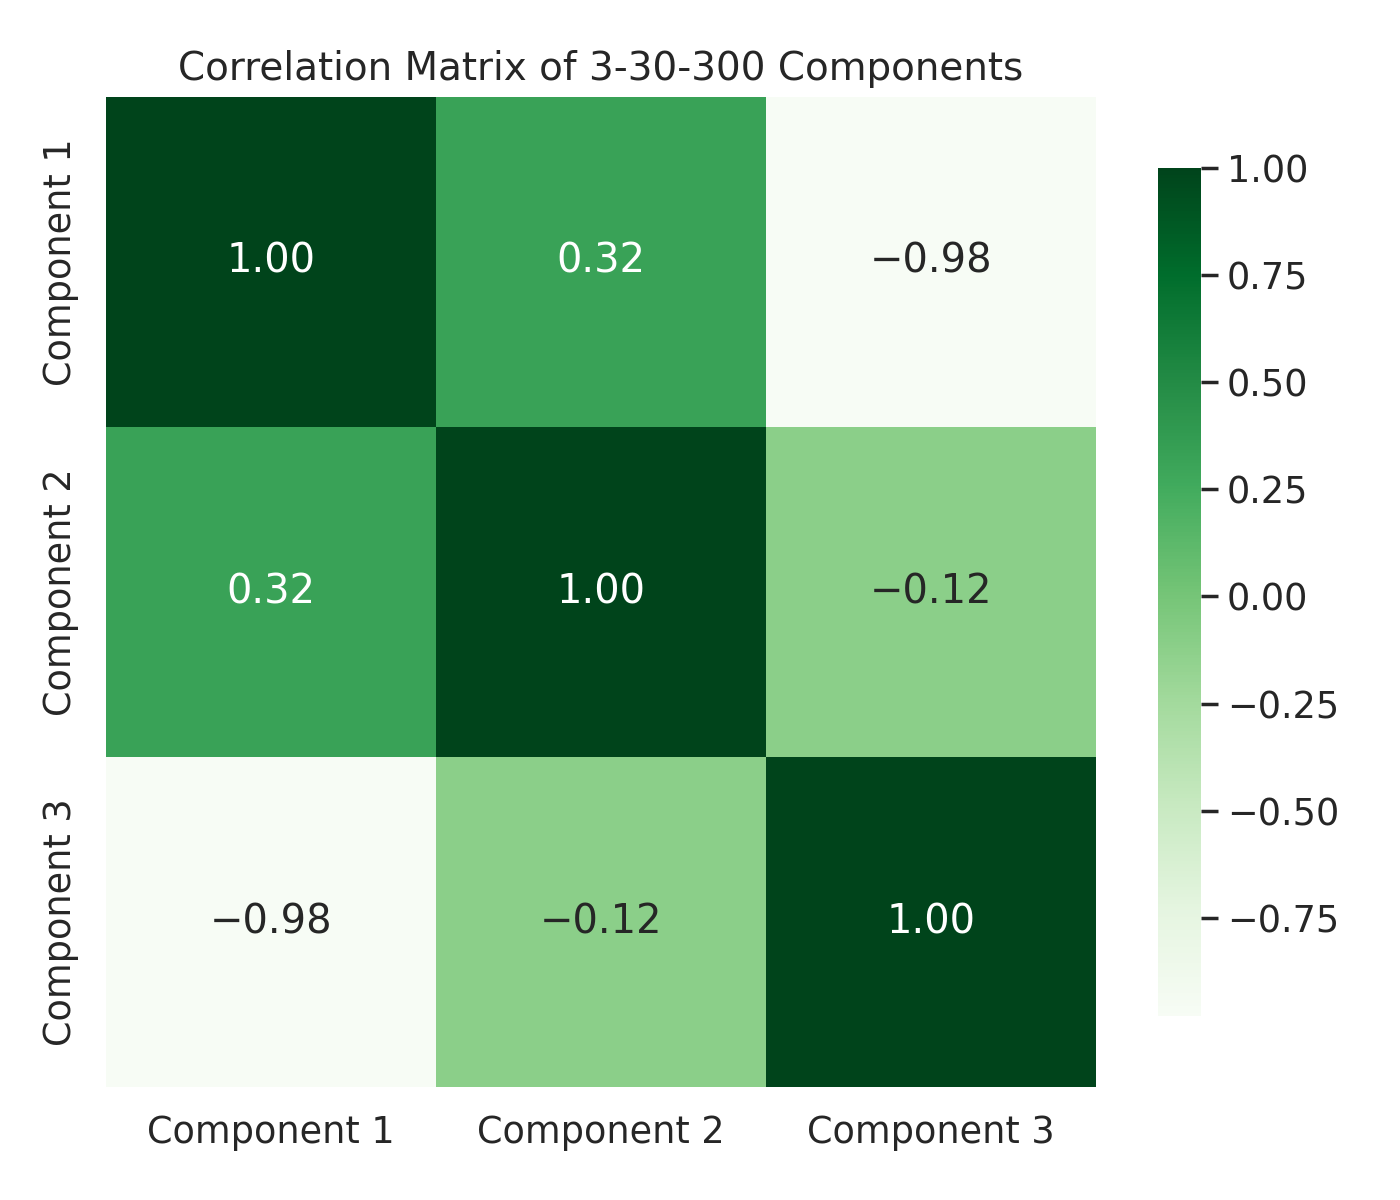 Correlation Matrix of 3-30-300 Components
Component 1
1.00
0.32
−0.98
Component 2
0.32
1.00
−0.12
Component 3
−0.98
−0.12
1.00
Component 1
Component 2
Component 3
1.00
0.75
0.50
0.25
0.00
−0.25
−0.50
−0.75